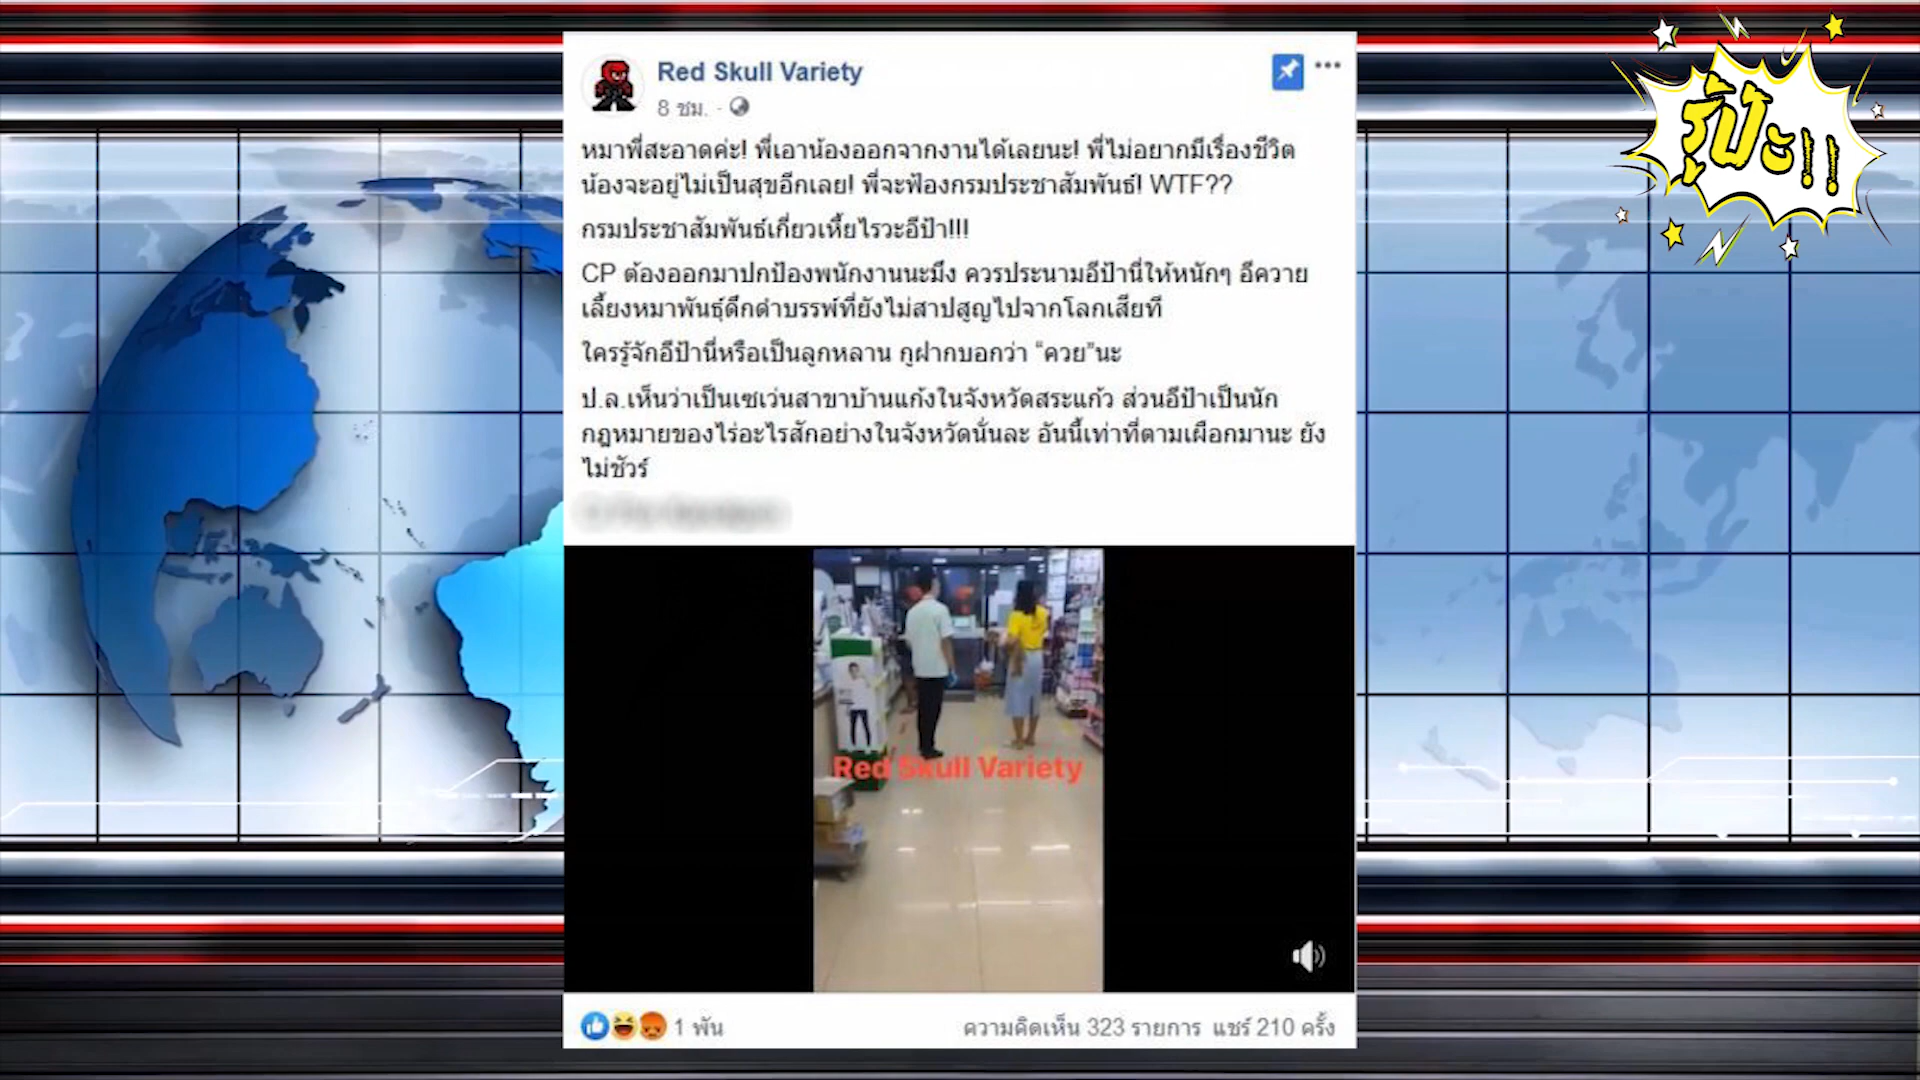 Red Skull Variety
8 ชม.
หมาพี่สะอาดค่ะ! พี่เอาน้องออกจากงานได้เลยนะ! พี่ไม่อยากมีเรื่องชีวิต
น้องจะอยู่ไม่เป็นสุขอีกเลย! พี่จะฟ้องกรมประชาสัมพันธ์! WTF??
กรมประชาสัมพันธ์เกี่ยวเหี้ยไรวะอีป้า!!!
CP ต้องออกมาปกป้องพนักงานนะมึง ควรประนามอีป้านี่ให้หนักๆ อีควาย
เลี้ยงหมาพันธุ์ดึกดำบรรพ์ที่ยังไม่สาปสูญไปจากโลกเสียที
ใครรู้จักอีป้านี่หรือเป็นลูกหลาน กูฝากบอกว่า “ควย”นะ
ป.ล.เห็นว่าเป็นเซเว่นสาขาบ้านแก้งในจังหวัดสระแก้ว ส่วนอีป้าเป็นนัก
กฎหมายของไร่อะไรสักอย่างในจังหวัดนั่นละ อันนี้เท่าที่ตามเผือกมานะ ยัง
ไม่ชัวร์
Red Skull Variety
1 พัน
ความคิดเห็น 323 รายการ แชร์ 210 ครั้ง
รู้ปะ!!